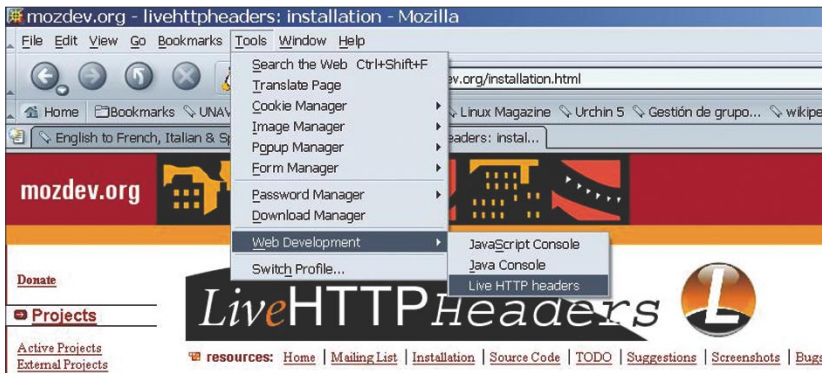 mozdev.org - livehttpheaders: installation - Mozilla
File Edit View Go Bookmarks Tools Window Help
Search the Web Ctrl+Shift+F
Translate Page
Cookie Manager
Image Manager
Popup Manager
Form Manager
Password Manager
Download Manager
Web Development
Switch Profile...
JavaScript Console
Java Console
Live HTTP headers
ev.org/installation.html
Home Bookmarks UNAV Linux Magazine Urchin 5 Gestión de grupo... wikipe
English to French, Italian & Sp eaders: instal...
mozdev.org
Donate
Projects
Active Projects
External Projects
LiveHTTPHeaders
L
resources: Home | Mailing List | Installation | Source Code | TODO | Suggestions | Screenshots | Bugs